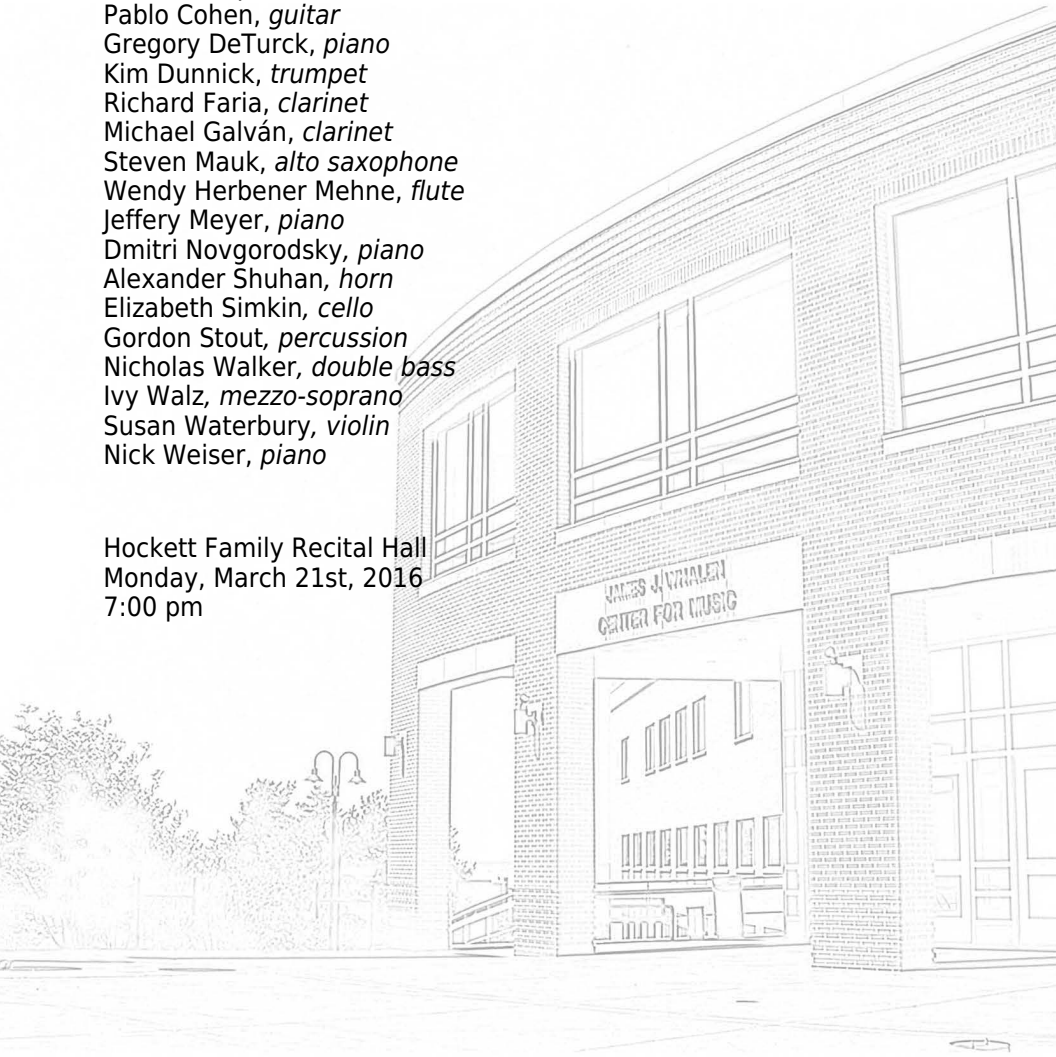 Pablo Cohen, guitar
Gregory DeTurck, piano
Kim Dunnick, trumpet
Richard Faria, clarinet
Michael Galván, clarinet
Steven Mauk, alto saxophone
Wendy Herbener Mehne, flute
Jeffery Meyer, piano
Dmitri Novgorodsky, piano
Alexander Shuhan, horn
Elizabeth Simkin, cello
Gordon Stout, percussion
Nicholas Walker, double bass
Ivy Walz, mezzo-soprano
Susan Waterbury, violin
Nick Weiser, piano
Hockett Family Recital Hall
Monday, March 21st, 2016
7:00 pm
JAMES J. WHALEN
CENTER FOR MUSIC